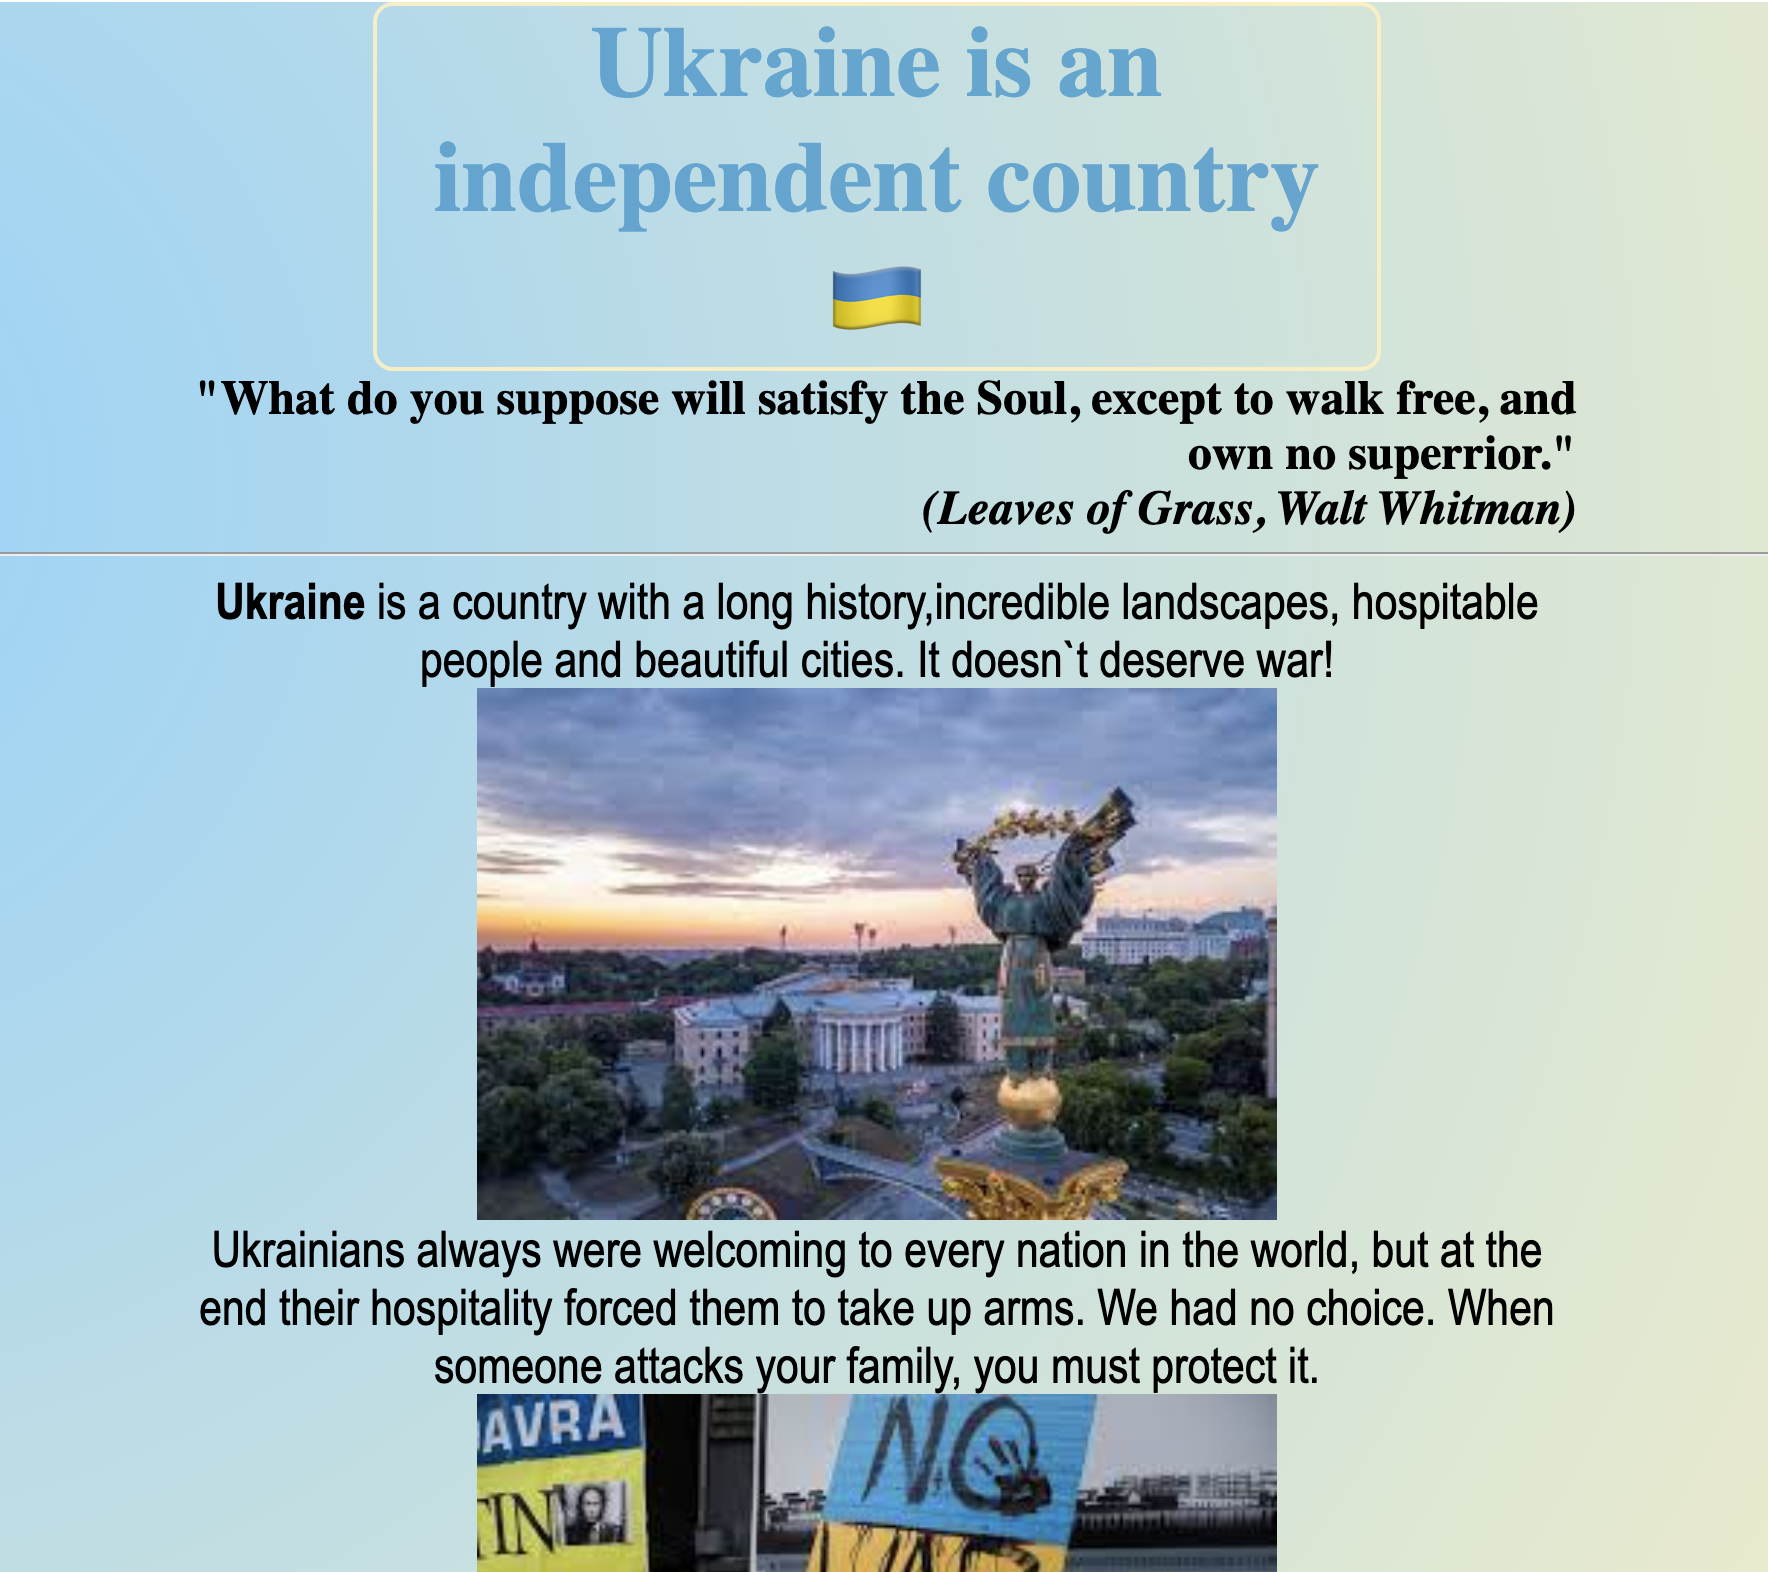 Ukraine is an
independent country
🇺🇦
"What do you suppose will satisfy the Soul, except to walk free, and
own no superrior."
(Leaves of Grass, Walt Whitman)
Ukraine is a country with a long history,incredible landscapes, hospitable
people and beautiful cities. It doesn`t deserve war!
Ukrainians always were welcoming to every nation in the world, but at the
end their hospitality forced them to take up arms. We had no choice. When
someone attacks your family, you must protect it.
AVRA
TIN
NO